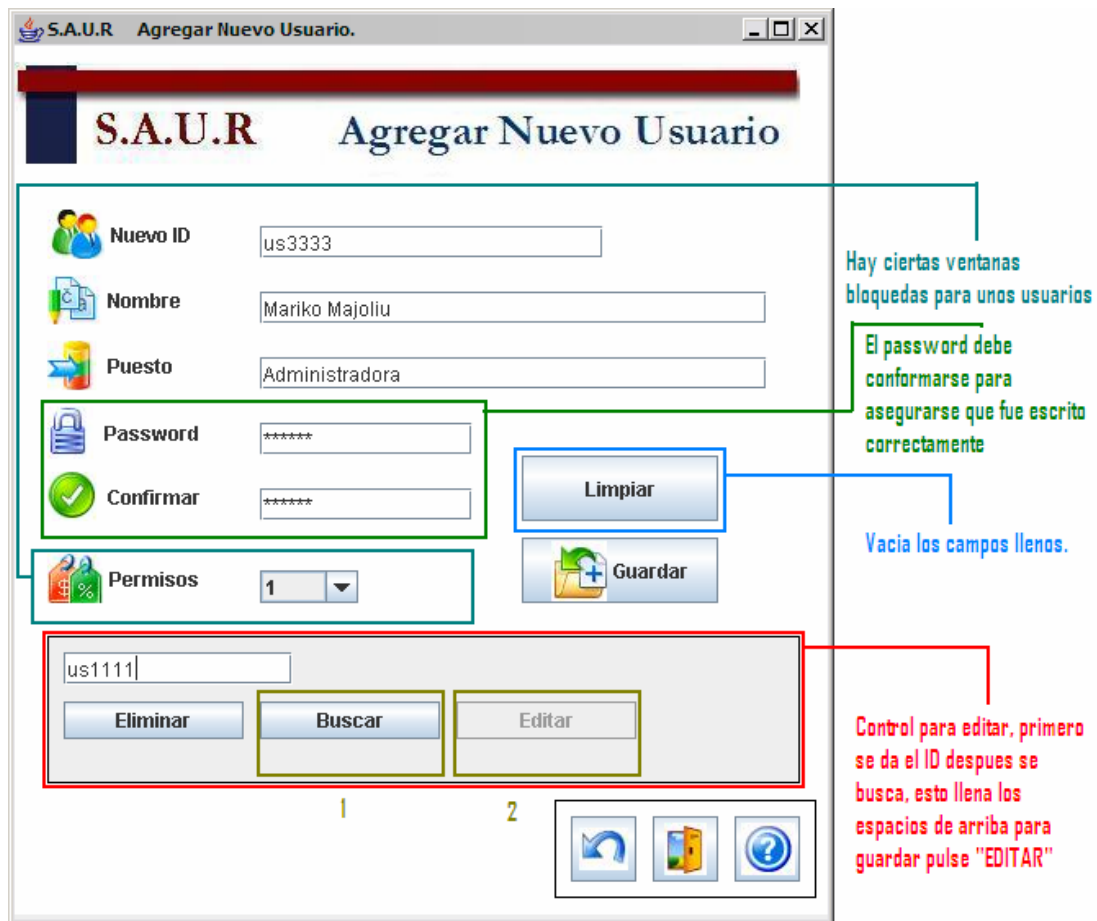 S.A.U.R Agregar Nuevo Usuario.
S.A.U.R Agregar Nuevo Usuario
Nuevo ID us3333
Nombre Mariko Majoliu
Puesto Administradora
Password ******
Confirmar ******
Permisos 1
Limpiar
Guardar
us1111
Eliminar Buscar Editar
1 2
Hay ciertas ventanas
bloquedas para unos usuarios
El password debe
conformarse para
asegurarse que fue escrito
correctamente
Vacia los campos llenos.
Control para editar, primero
se da el ID despues se
busca, esto llena los
espacios de arriba para
guardar pulse "EDITAR"